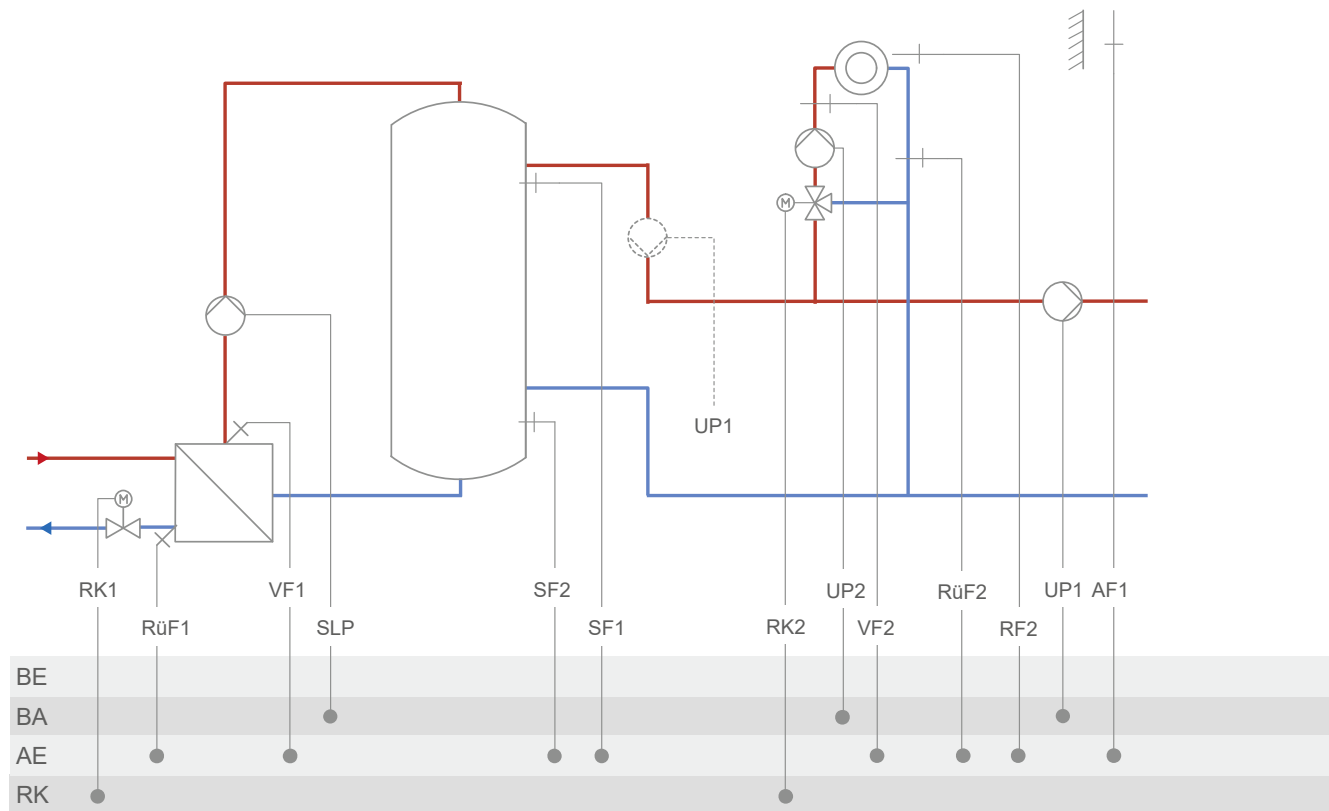 M
UP1
M
RK1
VF1
SF2
UP2
RüF2
UP1
AF1
RüF1
SLP
SF1
RK2
VF2
RF2
BE
BA
AE
RK